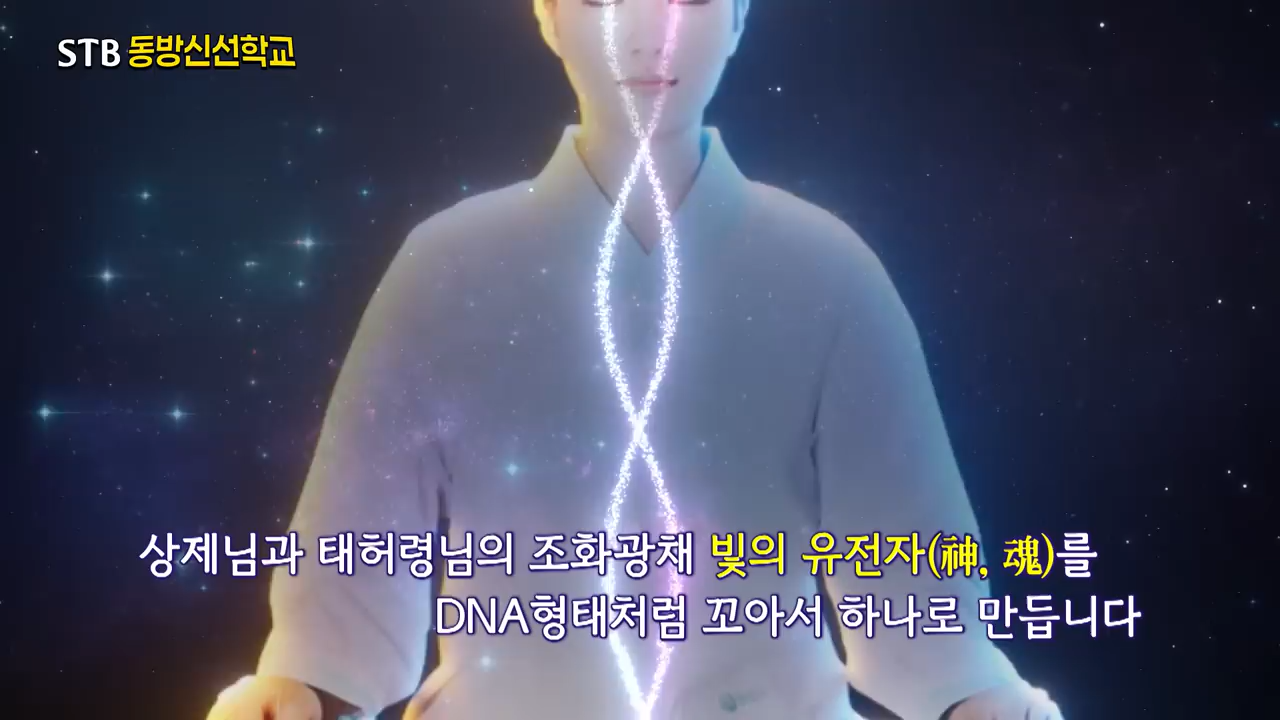 STB 동방신선학교
상제님과 태허령님의 조화광채 빛의 유전자(神, 魂)를
DNA형태처럼 꼬아서 하나로 만듭니다